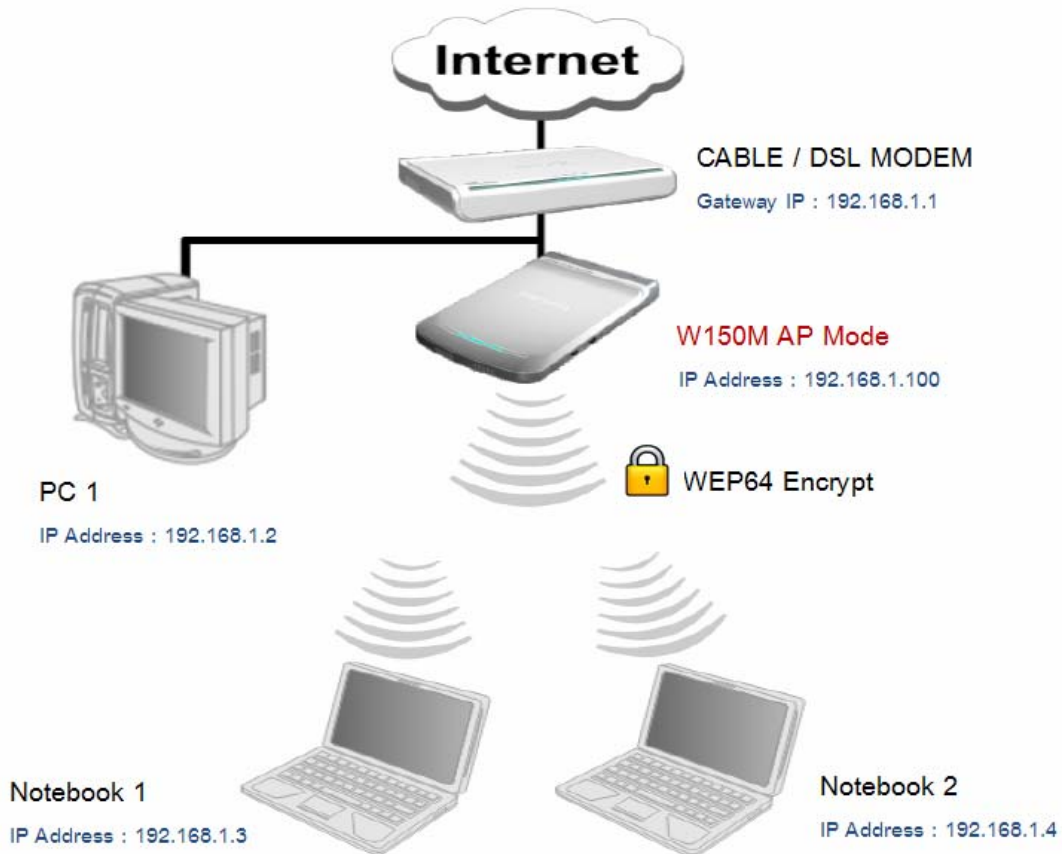 Internet
CABLE / DSL MODEM
Gateway IP : 192.168.1.1
W150M AP Mode
IP Address : 192.168.1.100
WEP64 Encrypt
PC 1
IP Address : 192.168.1.2
Notebook 1
IP Address : 192.168.1.3
Notebook 2
IP Address : 192.168.1.4